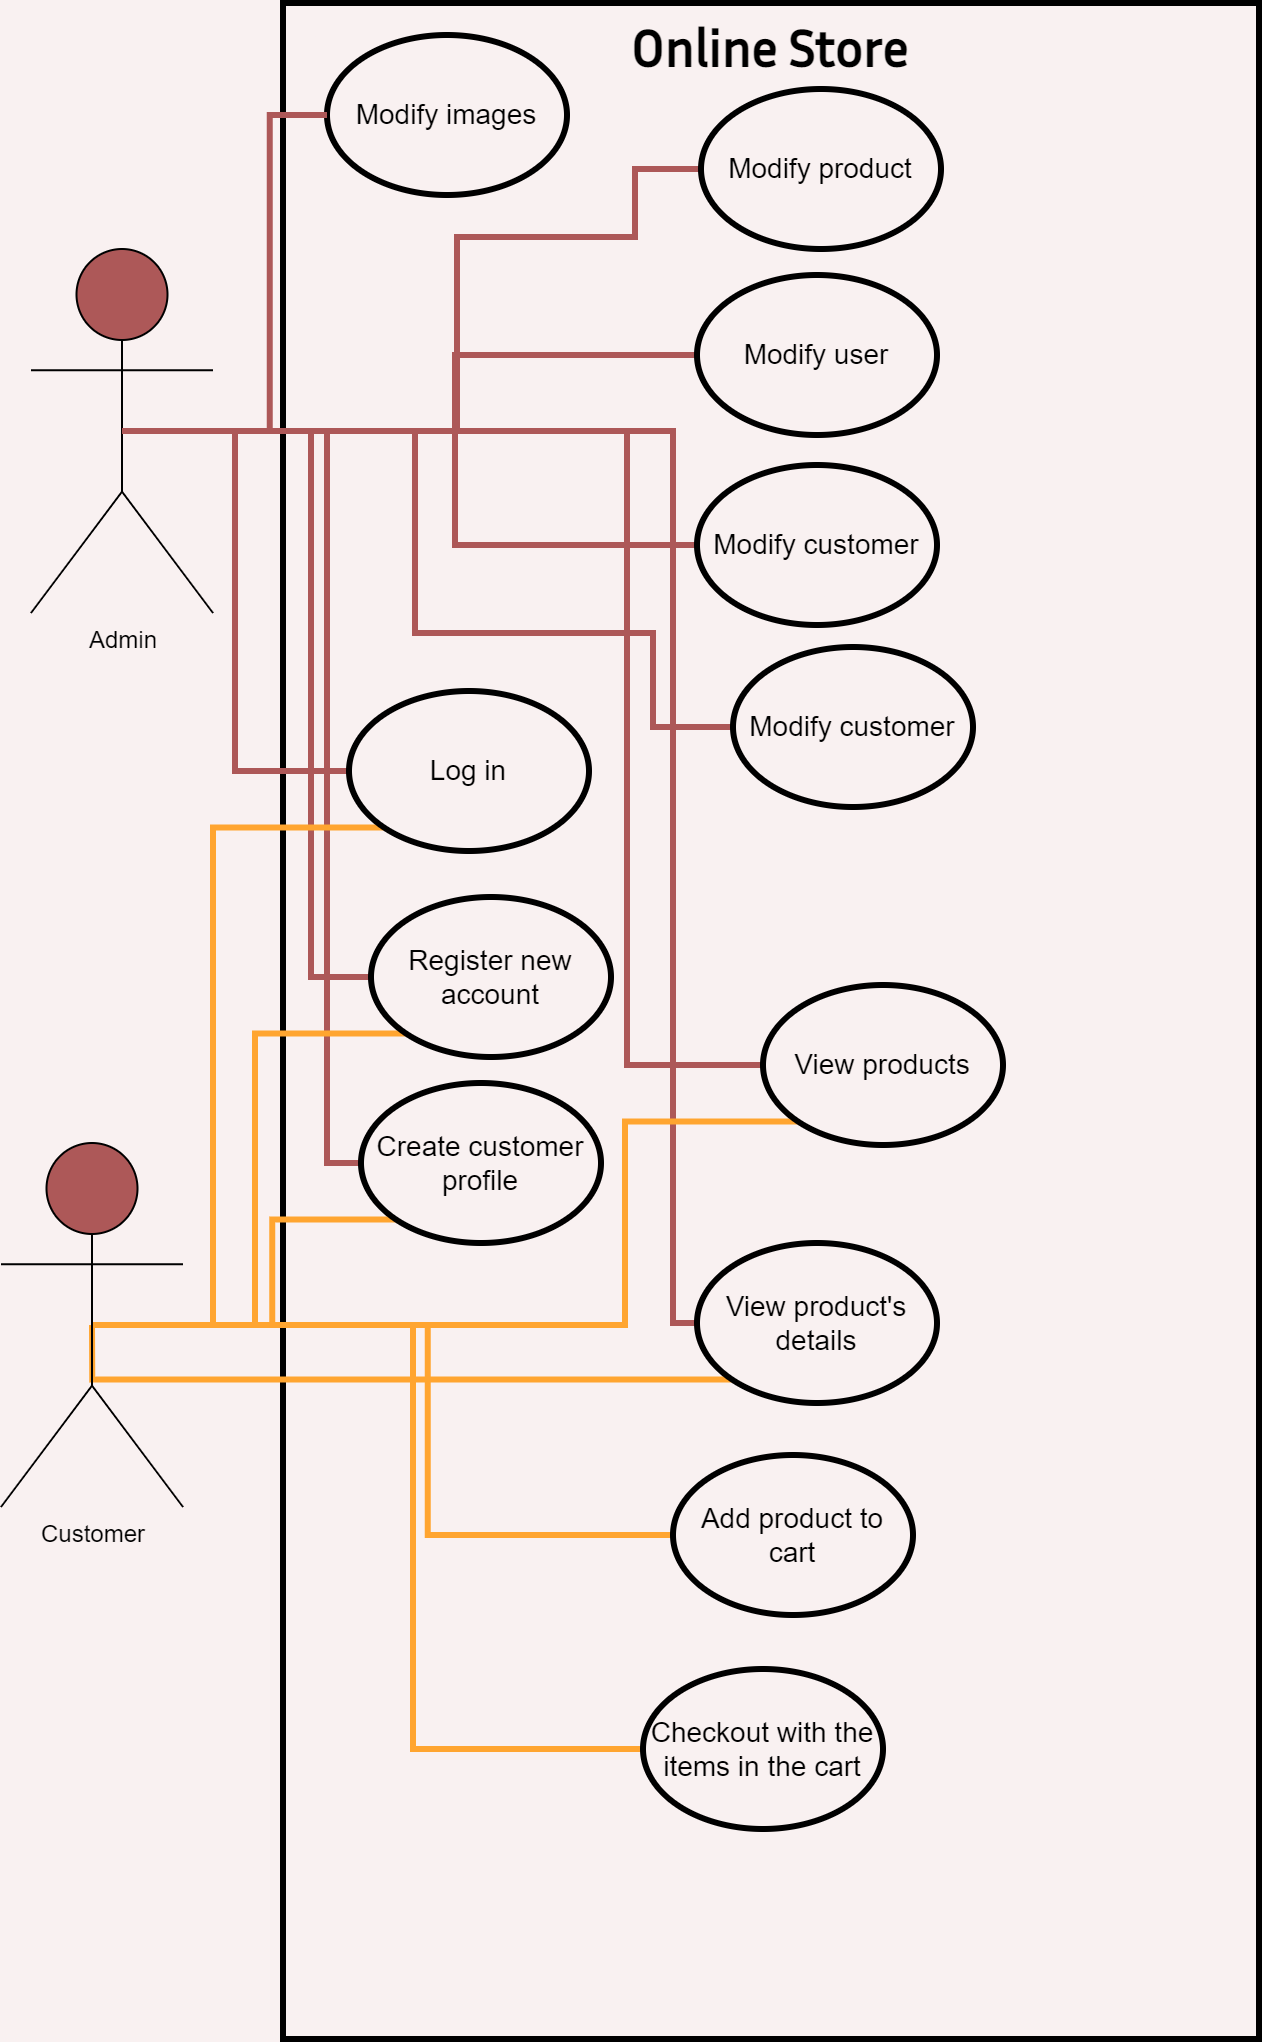 Online Store
Modify images
Modify product
Modify user
Modify customer
Admin
Modify customer
Log in
Register new
account
View products
Create customer
profile
View product's
details
Add product to
cart
Customer
Checkout with the
items in the cart